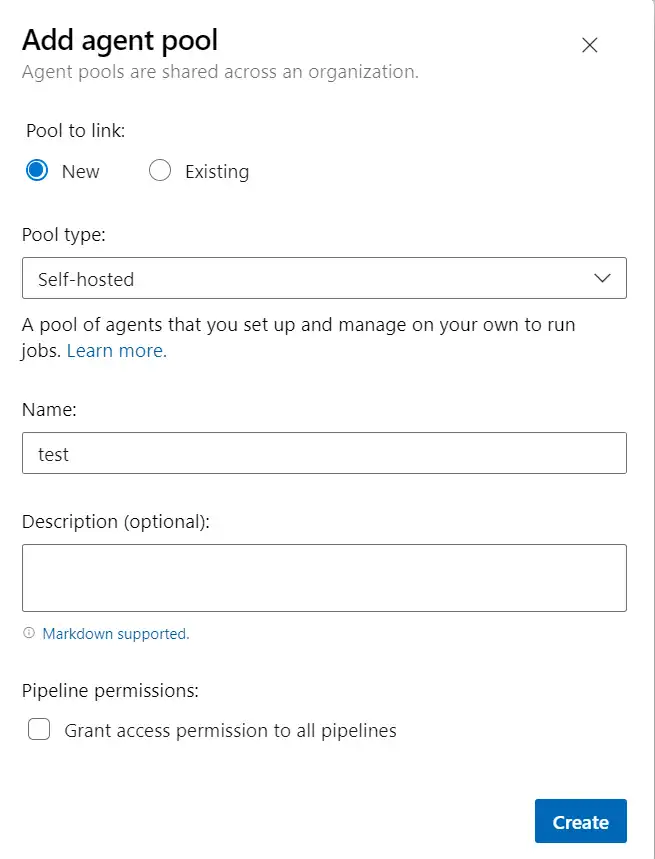 Add agent pool
Agent pools are shared across an organization.
Pool to link:
New Existing
Pool type:
Self-hosted
A pool of agents that you set up and manage on your own to run
jobs. Learn more.
Name:
test
Description (optional):
Markdown supported.
Pipeline permissions:
Grant access permission to all pipelines
Create